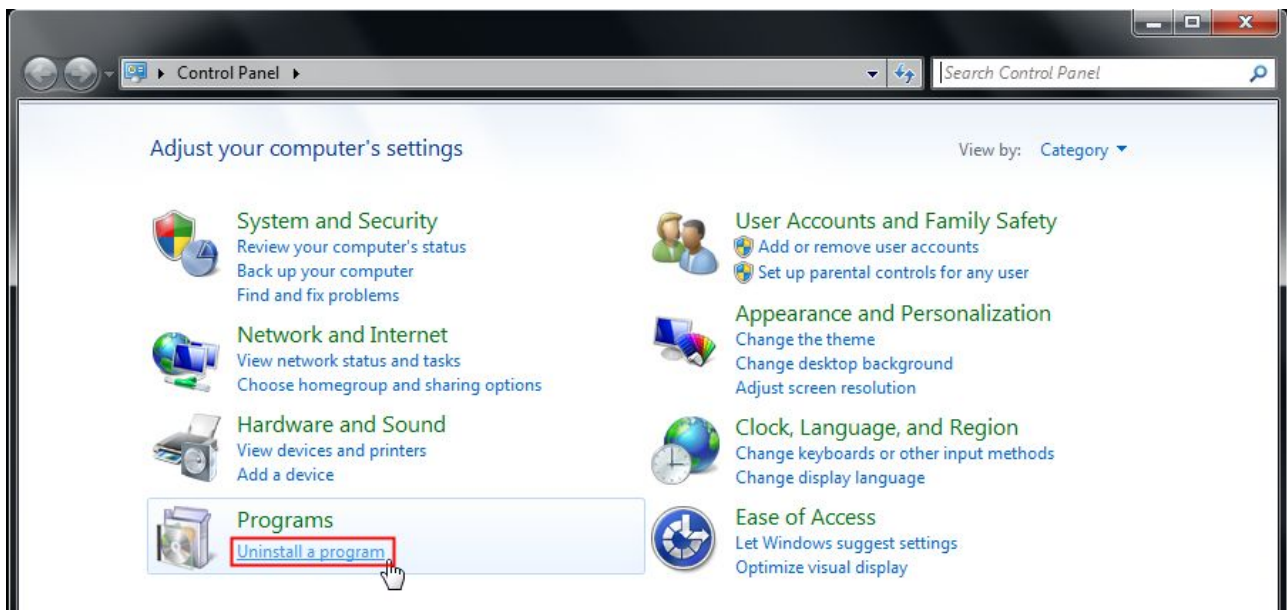 Control Panel
Search Control Panel
Adjust your computer's settings
View by: Category
System and Security
Review your computer's status
Back up your computer
Find and fix problems
Network and Internet
View network status and tasks
Choose homegroup and sharing options
Hardware and Sound
View devices and printers
Add a device
Programs
Uninstall a program
User Accounts and Family Safety
Add or remove user accounts
Set up parental controls for any user
Appearance and Personalization
Change the theme
Change desktop background
Adjust screen resolution
Clock, Language, and Region
Change keyboards or other input methods
Change display language
Ease of Access
Let Windows suggest settings
Optimize visual display